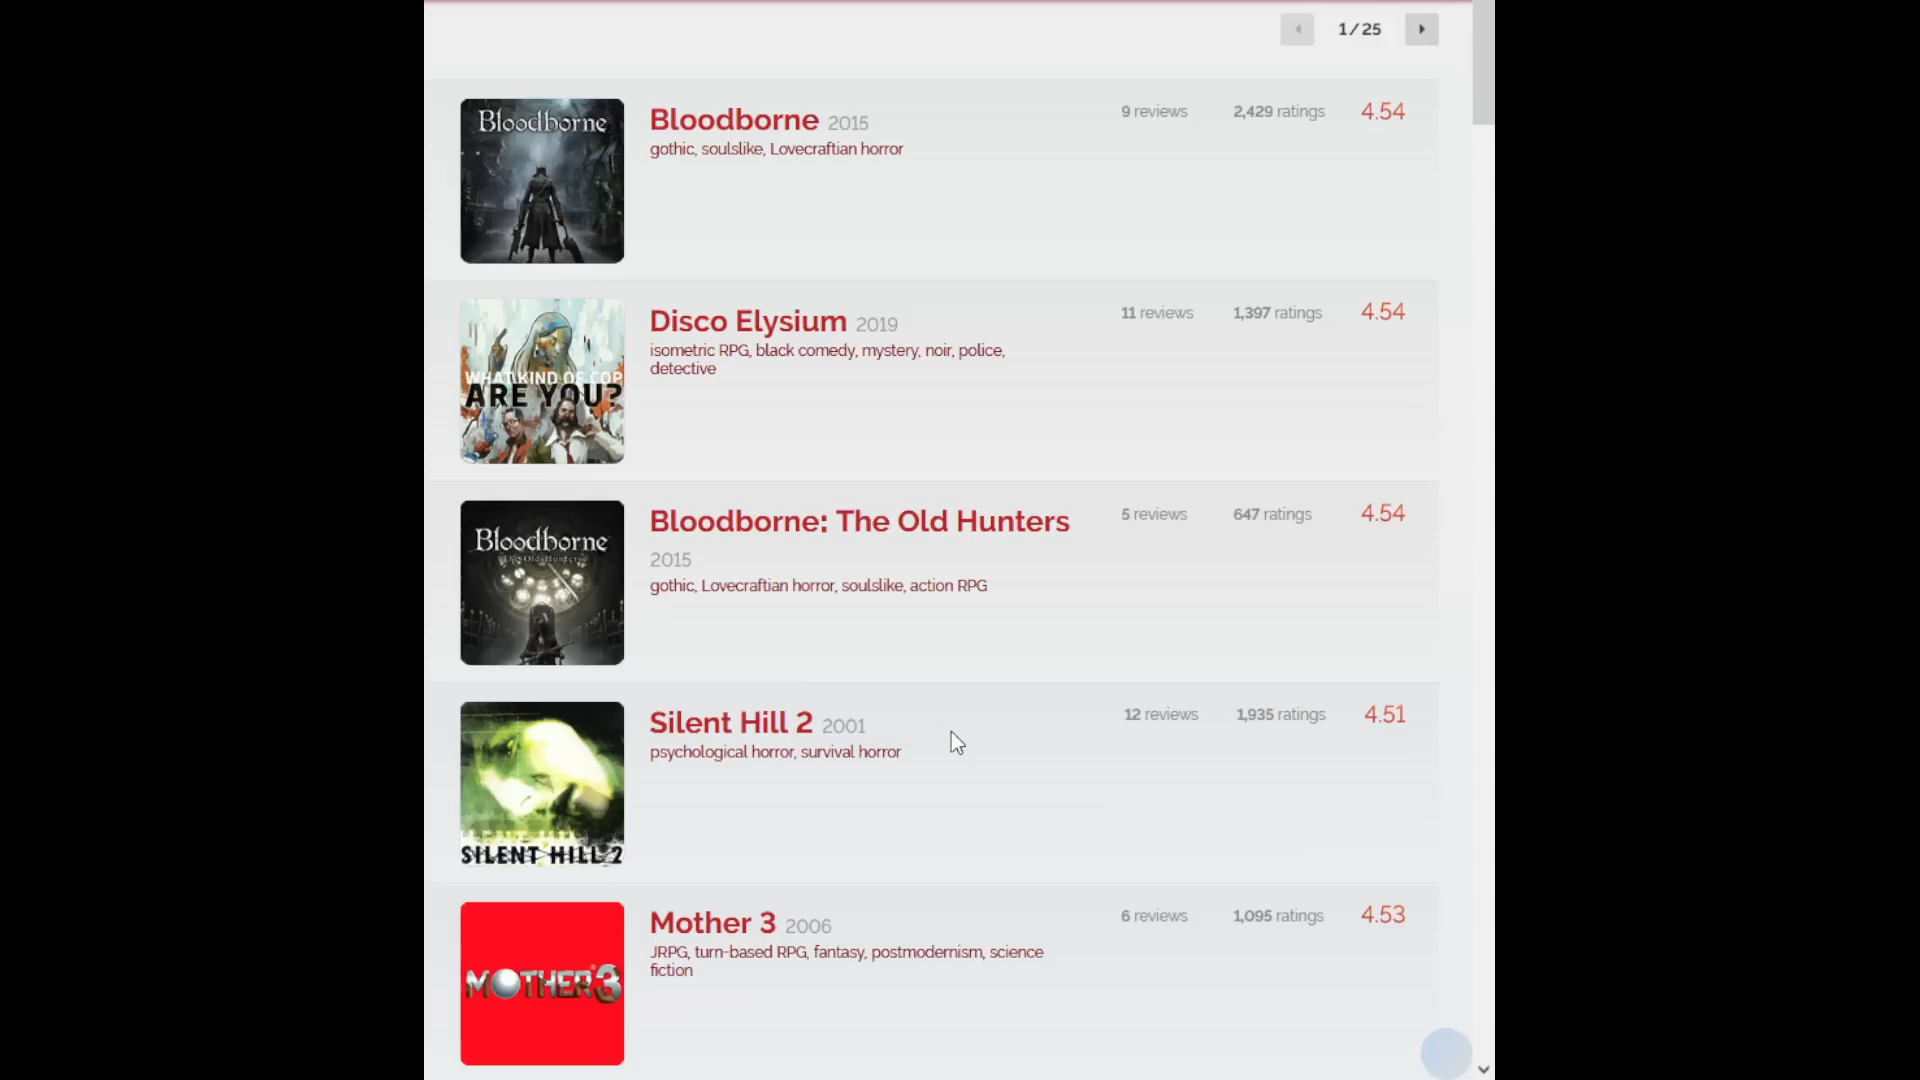 1 / 25
Bloodborne
Bloodborne 2015
9 reviews 2,429 ratings 4.54
gothic, soulslike, Lovecraftian horror
WHAT KIND OF COP
ARE YOU?
Disco Elysium 2019
11 reviews 1,397 ratings 4.54
isometric RPG, black comedy, mystery, noir, police,
detective
Bloodborne
The Old Hunters
Bloodborne: The Old Hunters
5 reviews 647 ratings 4.54
2015
gothic, Lovecraftian horror, soulslike, action RPG
SILENT HILL 2
Silent Hill 2 2001
12 reviews 1,935 ratings 4.51
psychological horror, survival horror
MOTHER 3
Mother 3 2006
6 reviews 1,095 ratings 4.53
JRPG, turn-based RPG, fantasy, postmodernism, science
fiction